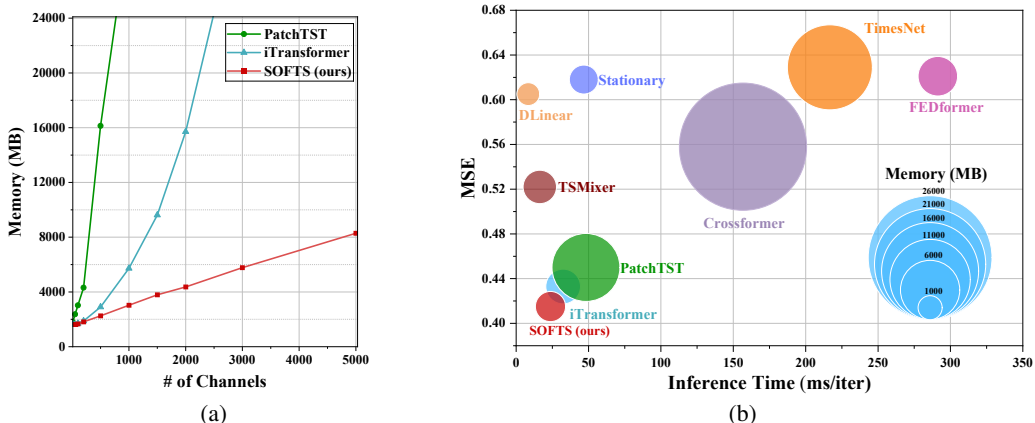 24000
20000
16000
12000
8000
4000
0
1000
2000
3000
4000
5000
Memory (MB)
# of Channels
PatchTST
iTransformer
SOFTS (ours)
(a)
0.68
0.64
0.60
0.56
0.52
0.48
0.44
0.40
0
50
100
150
200
250
300
350
MSE
Inference Time (ms/iter)
TimesNet
Stationary
FEDformer
DLinear
TSMixer
Crossformer
PatchTST
iTransformer
SOFTS (ours)
Memory (MB)
26000
21000
16000
11000
6000
1000
(b)